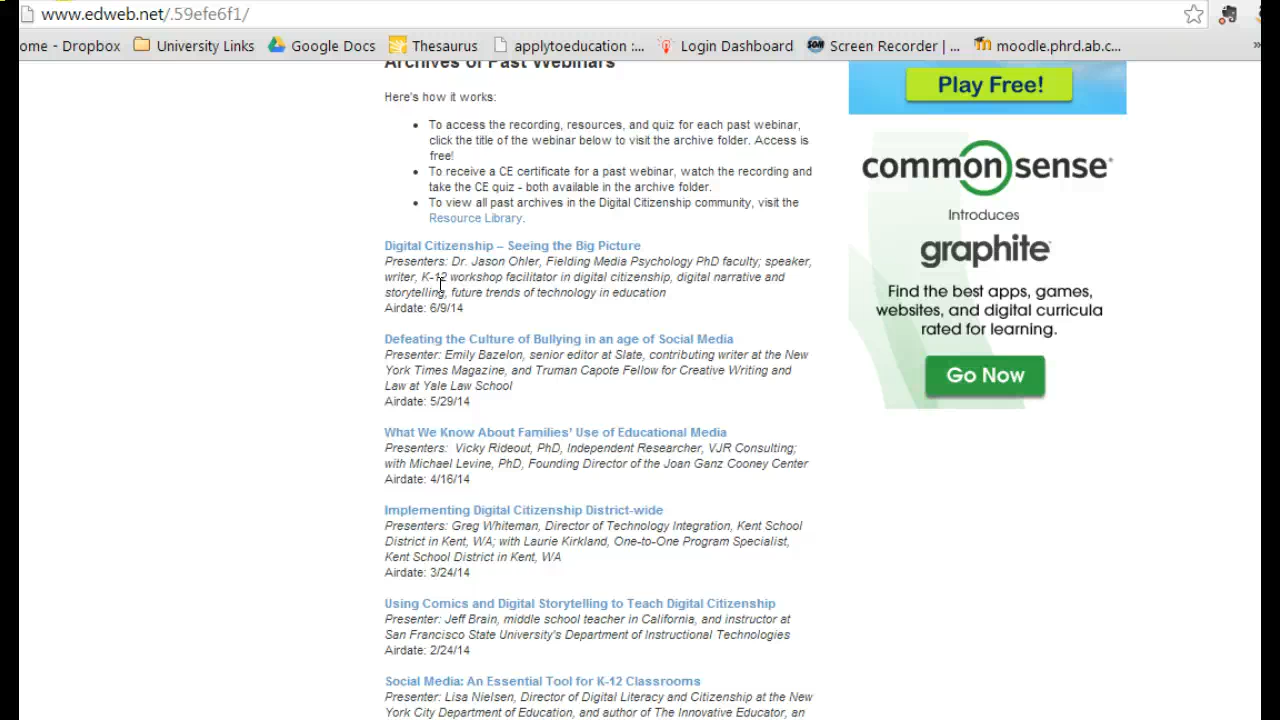 www.edweb.net/.59efe6f1/
ome - Dropbox University Links Google Docs Thesaurus applytoeducation :... Login Dashboard SOM Screen Recorder | ... moodle.phrd.ab.c... »
Archives of Past Webinars
Here's how it works:
• To access the recording, resources, and quiz for each past webinar,
click the title of the webinar below to visit the archive folder. Access is
free!
• To receive a CE certificate for a past webinar, watch the recording and
take the CE quiz - both available in the archive folder.
• To view all past archives in the Digital Citizenship community, visit the
Resource Library.
Digital Citizenship – Seeing the Big Picture
Presenters: Dr. Jason Ohler, Fielding Media Psychology PhD faculty; speaker,
writer, K-12 workshop facilitator in digital citizenship, digital narrative and
storytelling, future trends of technology in education
Airdate: 6/9/14
Defeating the Culture of Bullying in an age of Social Media
Presenter: Emily Bazelon, senior editor at Slate, contributing writer at the New
York Times Magazine, and Truman Capote Fellow for Creative Writing and
Law at Yale Law School
Airdate: 5/29/14
What We Know About Families' Use of Educational Media
Presenters: Vicky Rideout, PhD, Independent Researcher, VJR Consulting;
with Michael Levine, PhD, Founding Director of the Joan Ganz Cooney Center
Airdate: 4/16/14
Implementing Digital Citizenship District-wide
Presenters: Greg Whiteman, Director of Technology Integration, Kent School
District in Kent, WA; with Laurie Kirkland, One-to-One Program Specialist,
Kent School District in Kent, WA
Airdate: 3/24/14
Using Comics and Digital Storytelling to Teach Digital Citizenship
Presenter: Jeff Brain, middle school teacher in California, and instructor at
San Francisco State University's Department of Instructional Technologies
Airdate: 2/24/14
Social Media: An Essential Tool for K-12 Classrooms
Presenter: Lisa Nielsen, Director of Digital Literacy and Citizenship at the New
York City Department of Education, and author of The Innovative Educator, an
Play Free!
common sense®
Introduces
graphite™
Find the best apps, games,
websites, and digital curricula
rated for learning.
Go Now